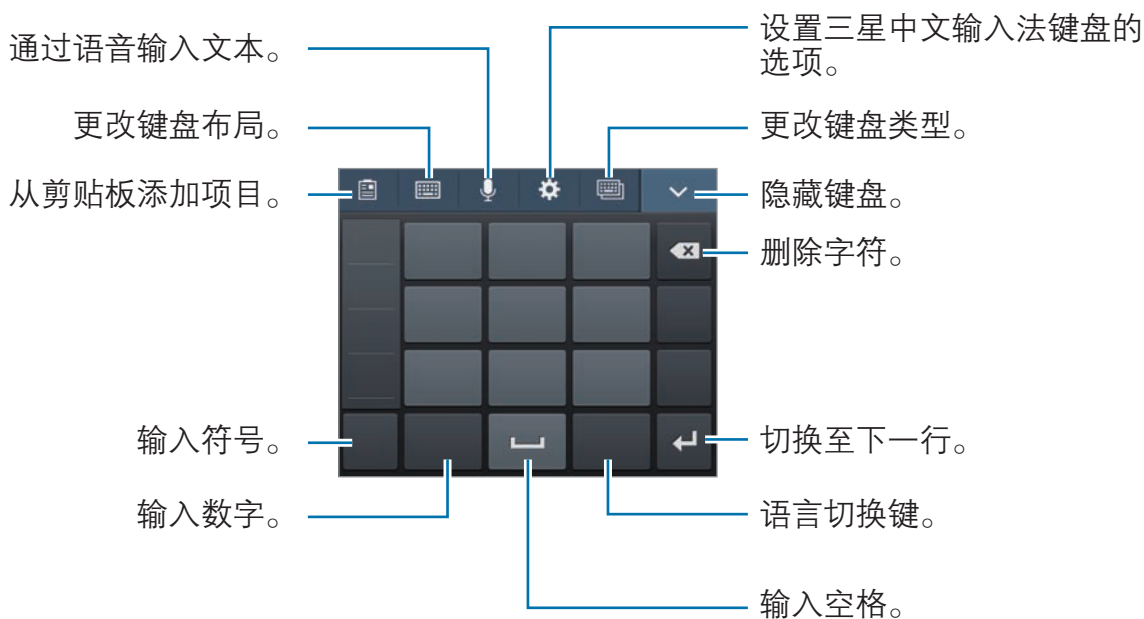 通过语音输入文本。
更改键盘布局。
从剪贴板添加项目。
输入符号。
输入数字。
设置三星中文输入法键盘的
选项。
更改键盘类型。
隐藏键盘。
删除字符。
切换至下一行。
语言切换键。
输入空格。